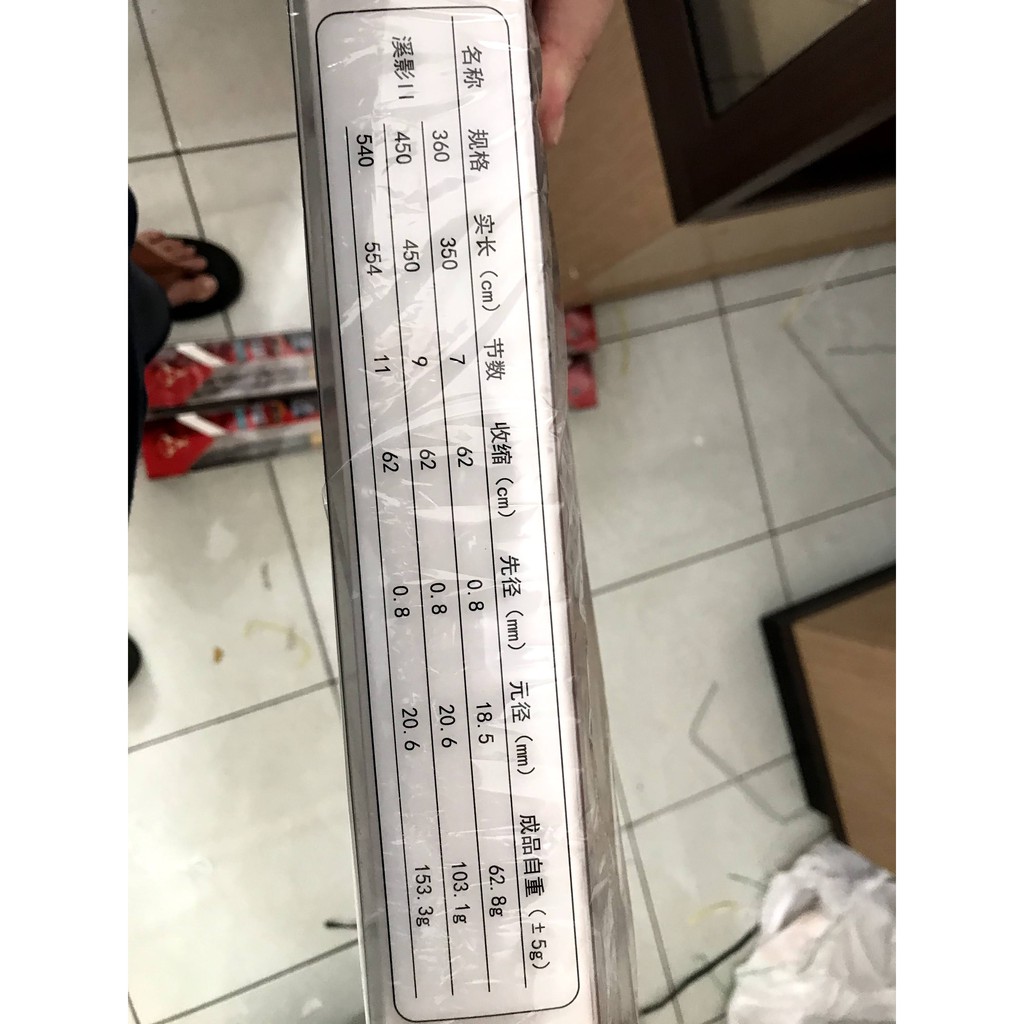 名称 规格 实长(cm) 节数 收缩(cm) 先径(mm) 元径(mm) 成品自重(±5g)
360 350 7 62 0.8 18.5 62.8g
溪影II 450 450 9 62 0.8 20.6 103.1g
540 554 11 62 0.8 20.6 153.3g